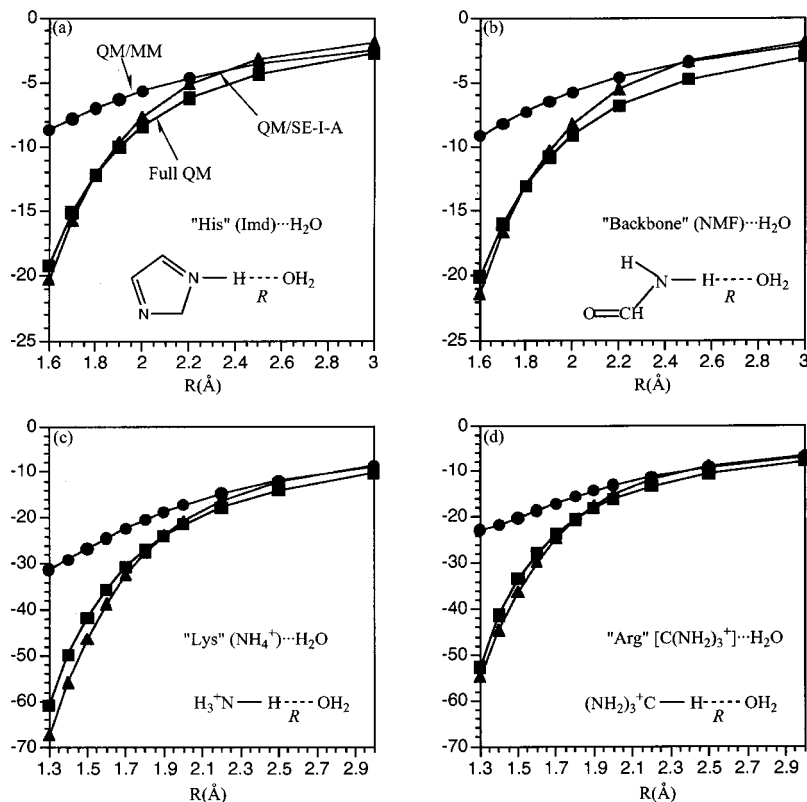 (a)
0
-5
-10
-15
-20
-25
QM/MM
QM/SE-I-A
Full QM
"His" (Imd)···H2O
N — H ---- OH2
R
N
1.6 1.8 2 2.2 2.4 2.6 2.8 3
R(Å)
(b)
0
-5
-10
-15
-20
-25
"Backbone" (NMF)···H2O
H
N — H ---- OH2
R
O=CH
1.6 1.8 2 2.2 2.4 2.6 2.8 3
R(Å)
(c)
0
-10
-20
-30
-40
-50
-60
-70
"Lys" (NH4+)···H2O
H3+N — H ---- OH2
R
1.3 1.5 1.7 1.9 2.1 2.3 2.5 2.7 2.9
R(Å)
(d)
0
-10
-20
-30
-40
-50
-60
-70
"Arg" [C(NH2)3+]···H2O
(NH2)3+C — H ---- OH2
R
1.3 1.5 1.7 1.9 2.1 2.3 2.5 2.7 2.9
R(Å)